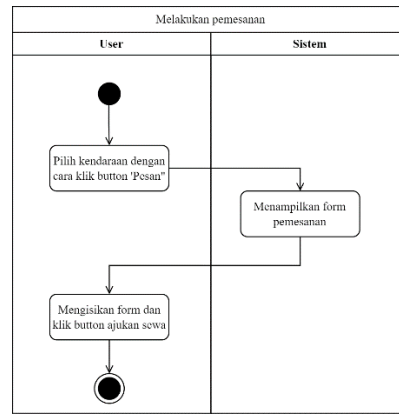 Melakukan pemesanan
User
Sistem
Pilih kendaraan dengan
cara klik button 'Pesan"
Menampilkan form
pemesanan
Mengisikan form dan
klik button ajukan sewa